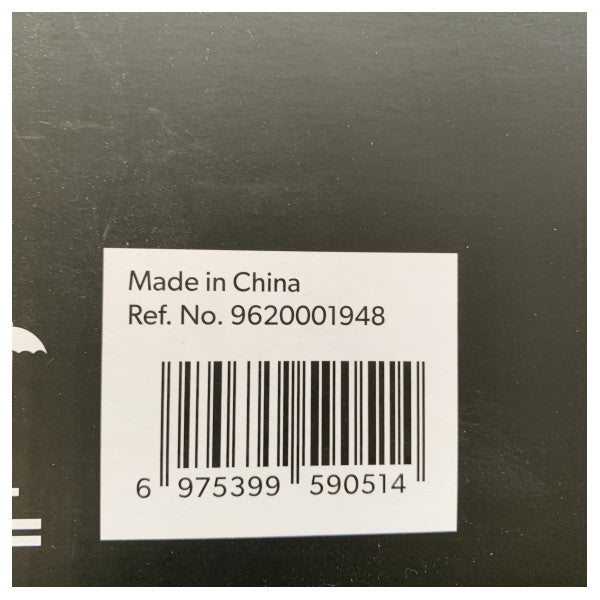 Made in China
Ref. No. 9620001948
6 975399 590514